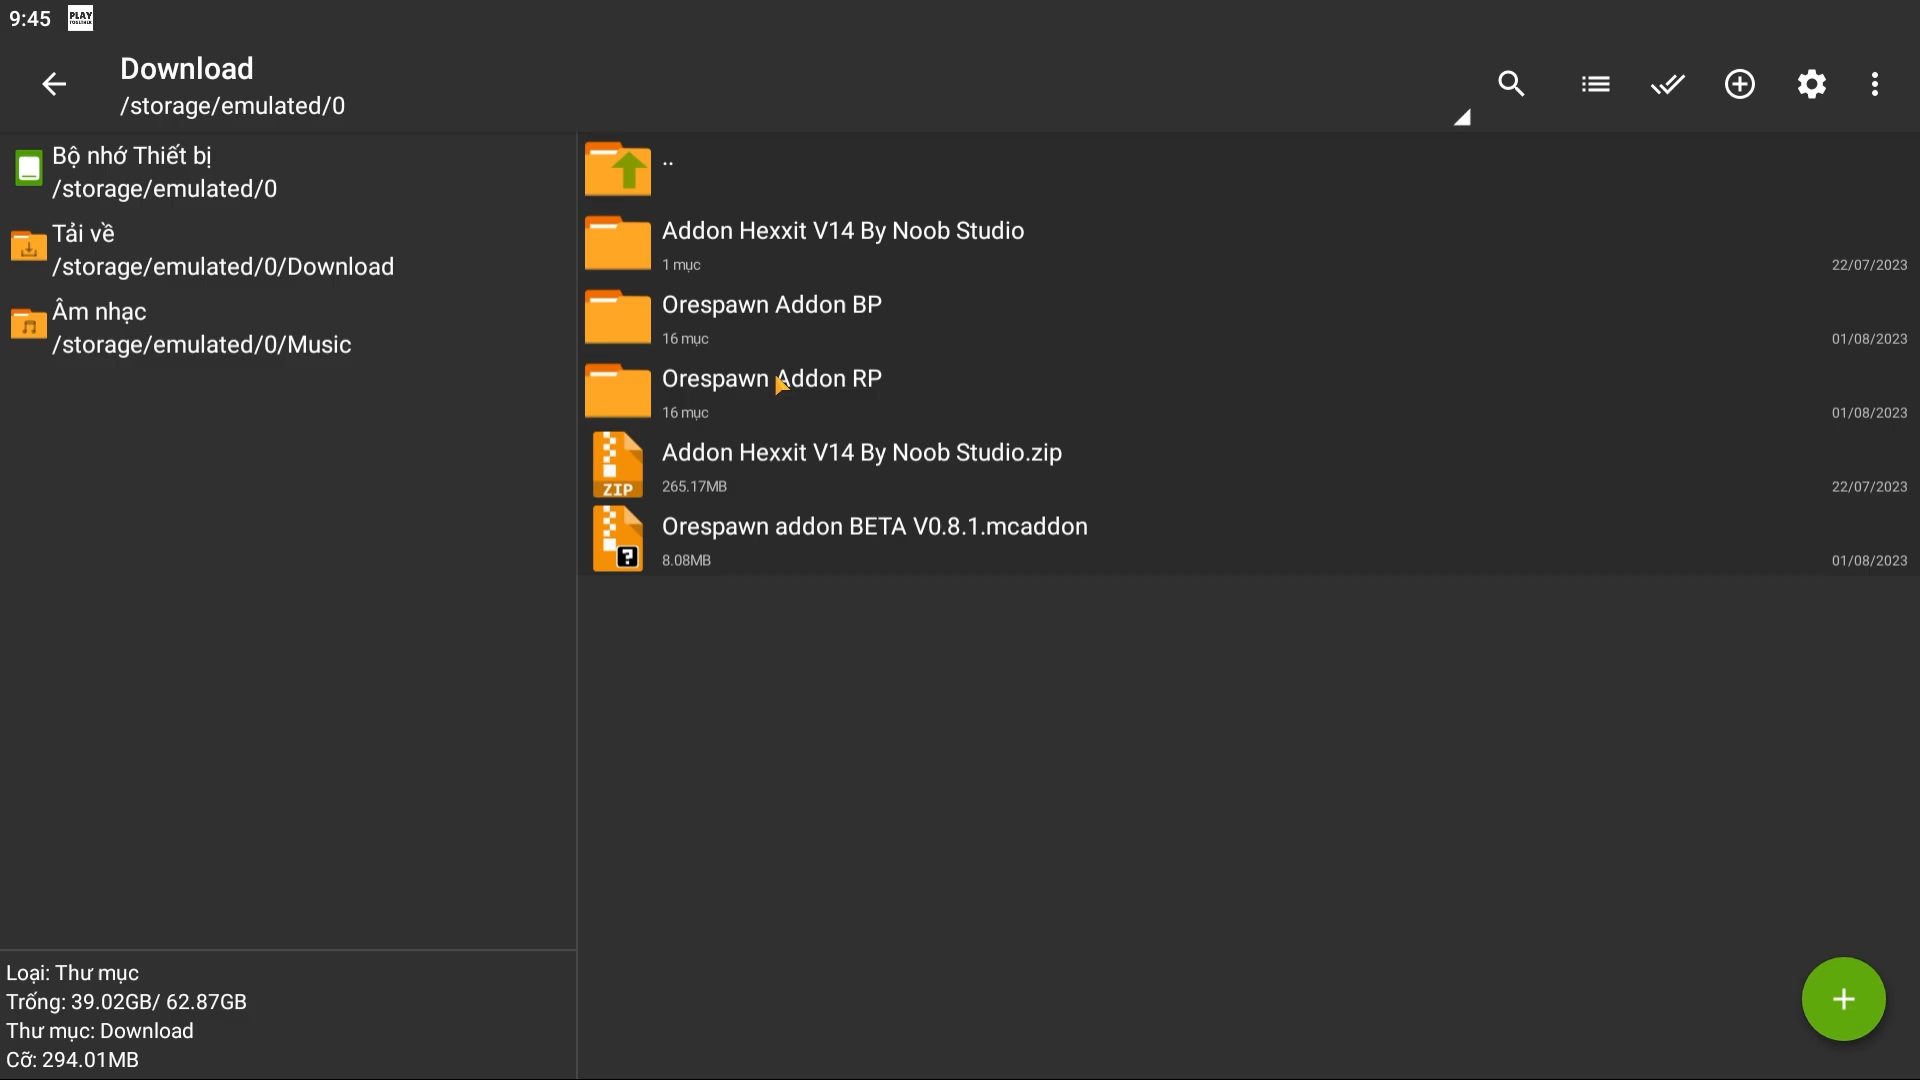 9:45
PLAY
TOGETHER
Download
/storage/emulated/0
Bộ nhớ Thiết bị
/storage/emulated/0
Tải về
/storage/emulated/0/Download
Âm nhạc
/storage/emulated/0/Music
..
Addon Hexxit V14 By Noob Studio
1 mục
22/07/2023
Orespawn Addon BP
16 mục
01/08/2023
Orespawn Addon RP
16 mục
01/08/2023
ZIP
Addon Hexxit V14 By Noob Studio.zip
265.17MB
22/07/2023
?
Orespawn addon BETA V0.8.1.mcaddon
8.08MB
01/08/2023
Loại: Thư mục
Trống: 39.02GB/ 62.87GB
Thư mục: Download
Cỡ: 294.01MB